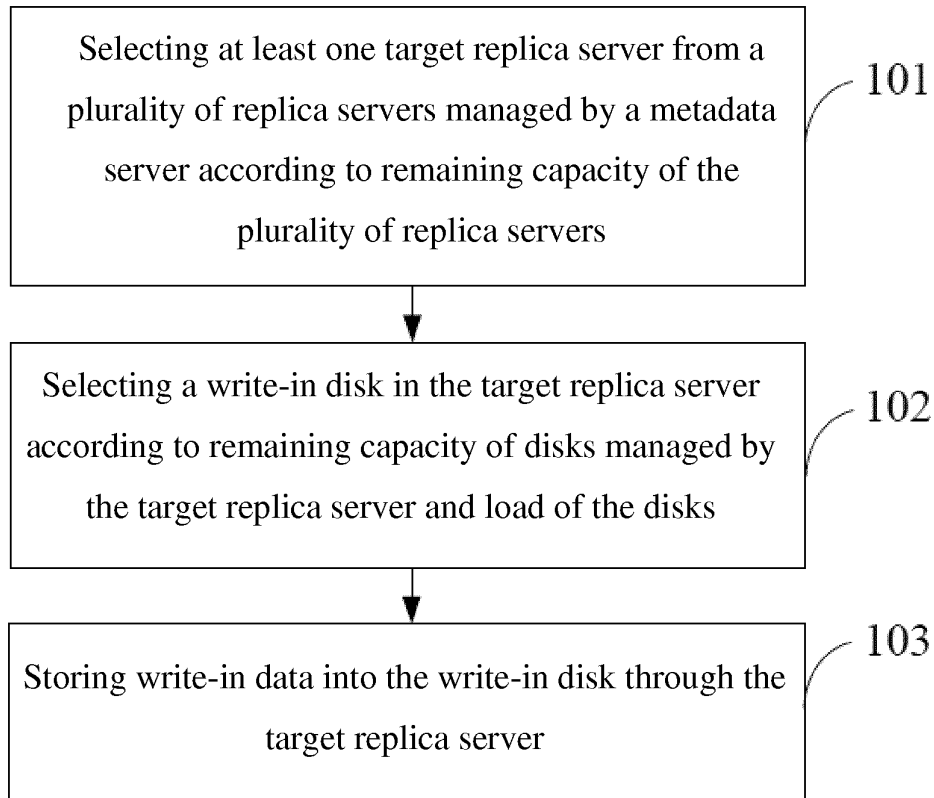 Selecting at least one target replica server from a
plurality of replica servers managed by a metadata
server according to remaining capacity of the
plurality of replica servers
101
Selecting a write-in disk in the target replica server
according to remaining capacity of disks managed by
the target replica server and load of the disks
102
Storing write-in data into the write-in disk through the
target replica server
103